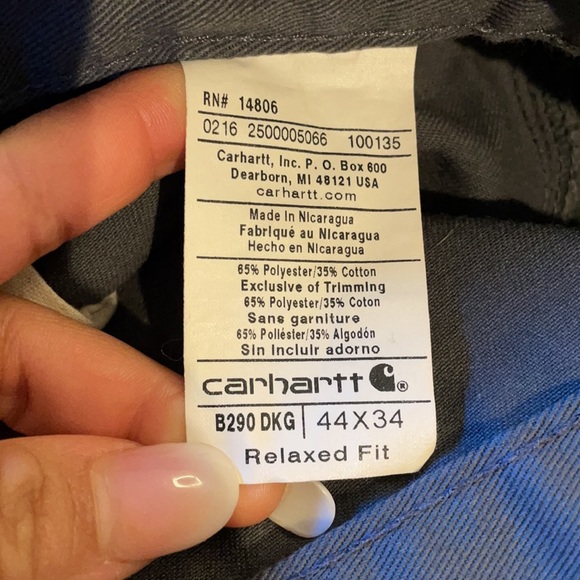 RN# 14806
0216 2500005066 100135
Carhartt, Inc. P. O. Box 600
Dearborn, MI 48121 USA
carhartt.com
Made In Nicaragua
Fabriqué au Nicaragua
Hecho en Nicaragua
65% Polyester/35% Cotton
Exclusive of Trimming
65% Polyester/35% Coton
Sans garniture
65% Poliéster/35% Algodón
Sin Incluir adorno
carhartt ®
B290 DKG 44X34
Relaxed Fit